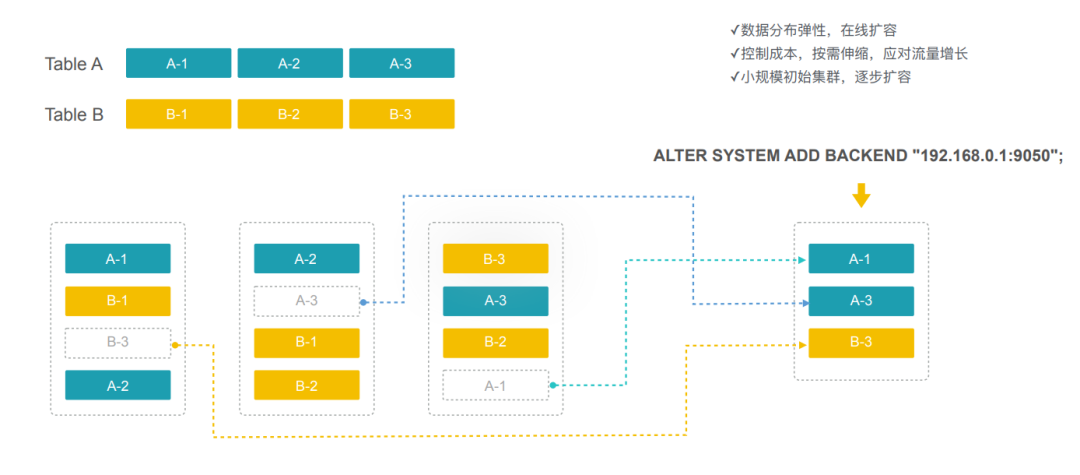 ✓数据分布弹性，在线扩容
✓控制成本，按需伸缩，应对流量增长
✓小规模初始集群，逐步扩容
Table A A-1 A-2 A-3
Table B B-1 B-2 B-3
ALTER SYSTEM ADD BACKEND "192.168.0.1:9050";
A-1
B-1
B-3
A-2
A-2
A-3
B-1
B-2
B-3
A-3
B-2
A-1
A-1
A-3
B-3